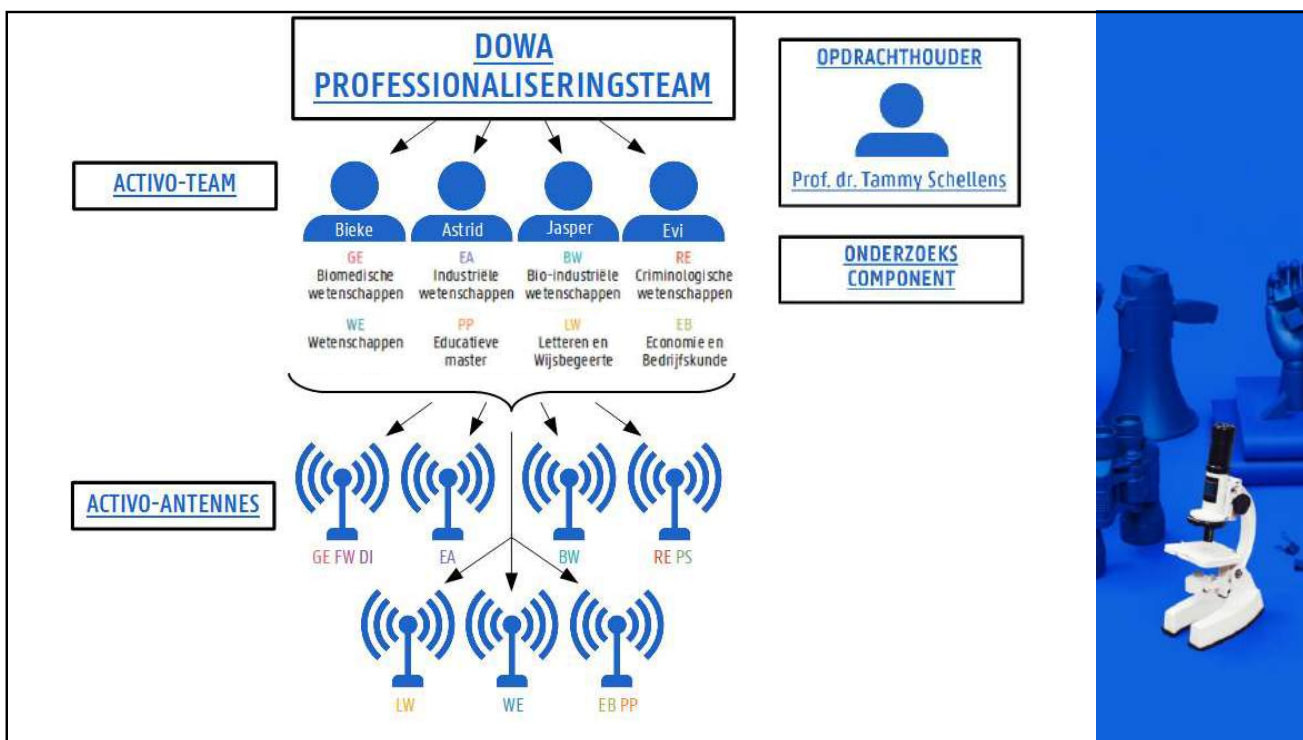 DOWA
PROFESSIONALISERINGSTEAM
OPDRACHTHOUDER
Prof. dr. Tammy Schellens
ACTIVO-TEAM
Bieke
Astrid
Jasper
Evi
GE
Biomedische
wetenschappen
EA
Industriële
wetenschappen
BW
Bio-industriële
wetenschappen
RE
Criminologische
wetenschappen
ONDERZOEKS
COMPONENT
WE
Wetenschappen
PP
Educatieve
master
LW
Letteren en
Wijsbegeerte
EB
Economie en
Bedrijfskunde
ACTIVO-ANTENNES
GE FW DI
EA
BW
RE PS
LW
WE
EB PP